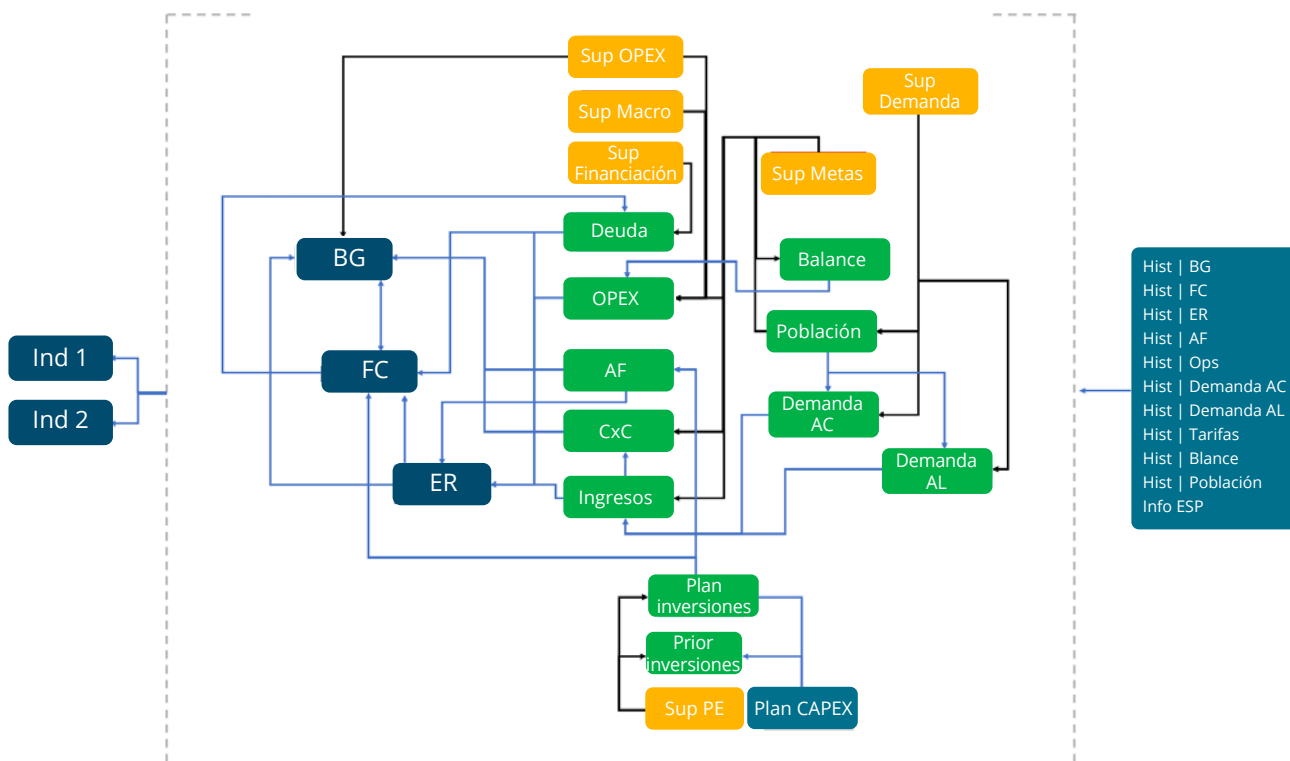 Sup OPEX
Sup
Demanda
Sup Macro
Sup
Financiación
Sup Metas
Deuda
BG
Balance
OPEX
Población
FC
AF
Demanda
AC
CxC
Demanda
AL
ER
Ingresos
Ind 1
Ind 2
Hist | BG
Hist | FC
Hist | ER
Hist | AF
Hist | Ops
Hist | Demanda AC
Hist | Demanda AL
Hist | Tarifas
Hist | Blance
Hist | Población
Info ESP
Plan
inversiones
Prior
inversiones
Sup PE
Plan CAPEX